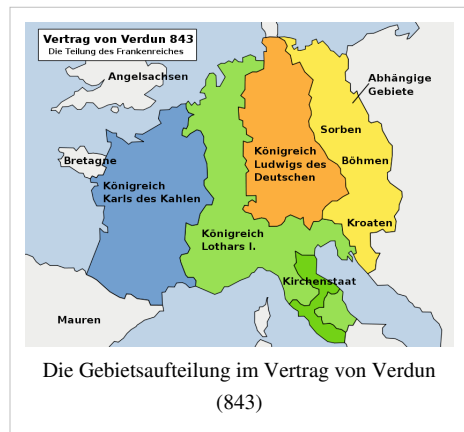 Vertrag von Verdun 843
Die Teilung des Frankenreiches
Angelsachsen
Abhängige
Gebiete
Sorben
Bretagne
Königreich
Ludwigs des
Deutschen
Böhmen
Königreich
Karls des Kahlen
Kroaten
Königreich
Lothars I.
Kirchenstaat
Mauren
Die Gebietsaufteilung im Vertrag von Verdun
(843)